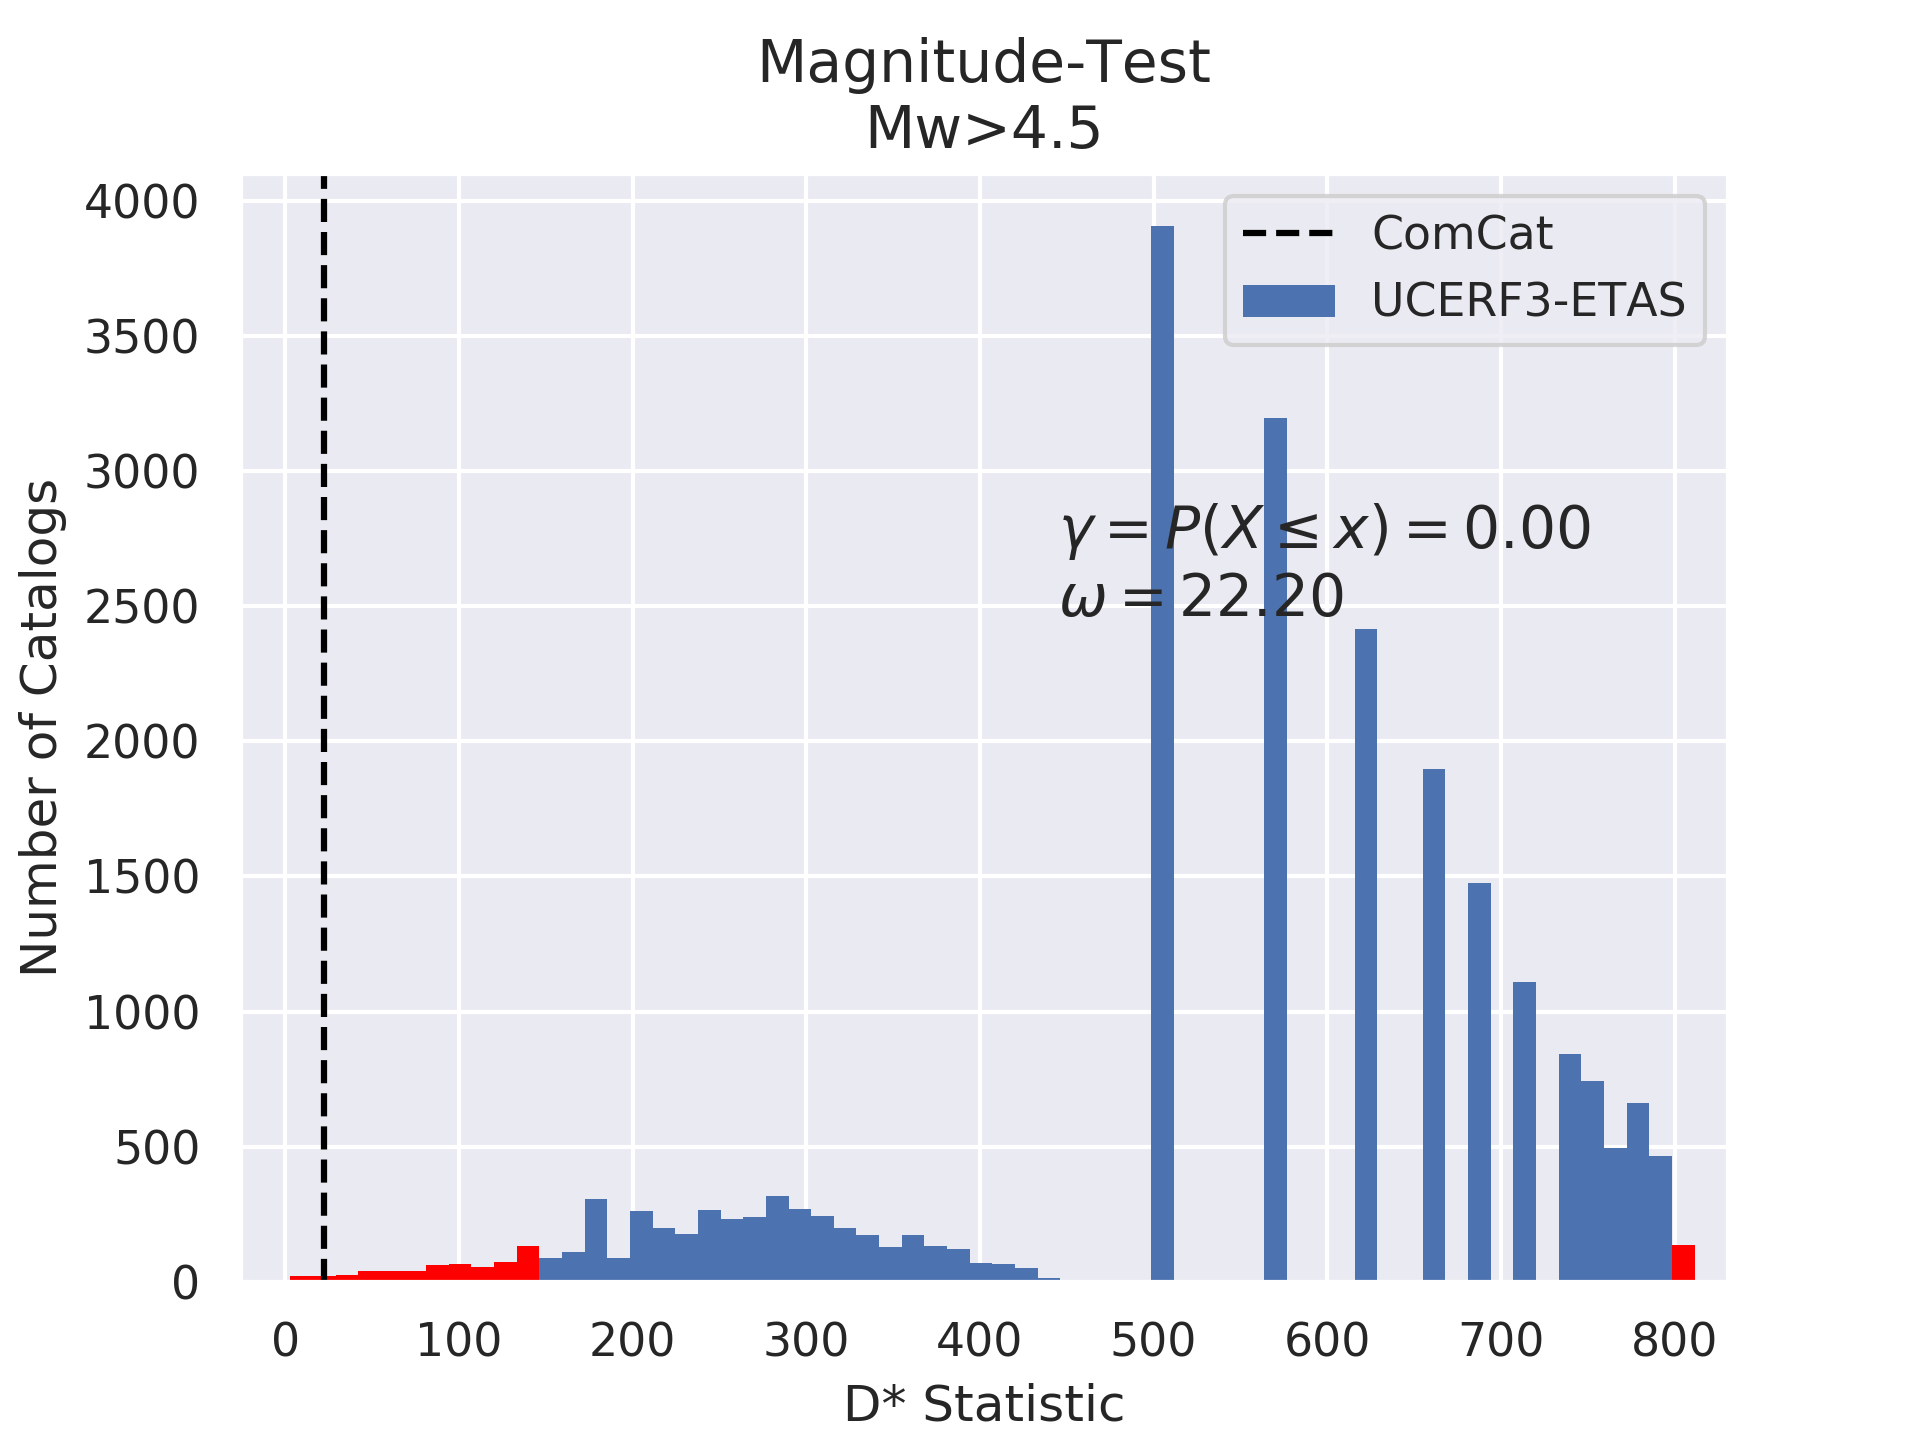 Magnitude-Test
Mw>4.5
4000
3500
3000
2500
2000
1500
1000
500
0
Number of Catalogs
ComCat
UCERF3-ETAS
γ = P(X ≤ x) = 0.00
ω = 22.20
0 100 200 300 400 500 600 700 800
D* Statistic